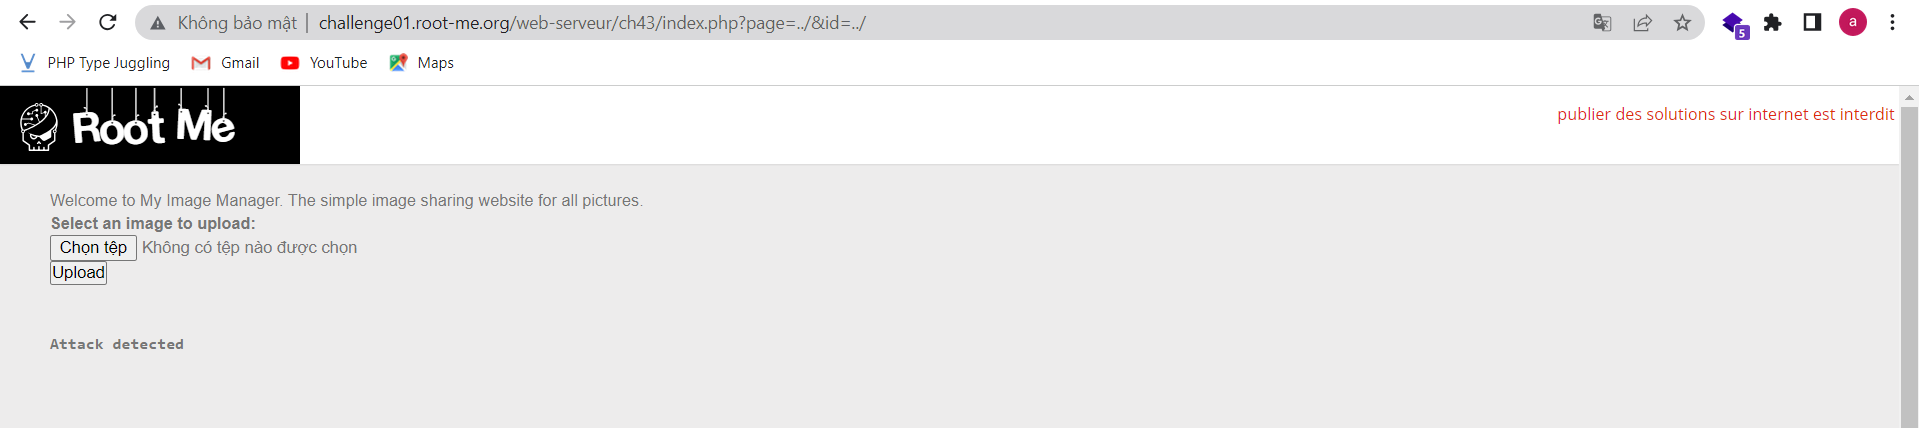 Không bảo mật | challenge01.root-me.org/web-serveur/ch43/index.php?page=../&id=../
5
a
PHP Type Juggling
Gmail
YouTube
Maps
Root Me
publier des solutions sur internet est interdit
Welcome to My Image Manager. The simple image sharing website for all pictures.
Select an image to upload:
Chọn tệp Không có tệp nào được chọn
Upload
Attack detected